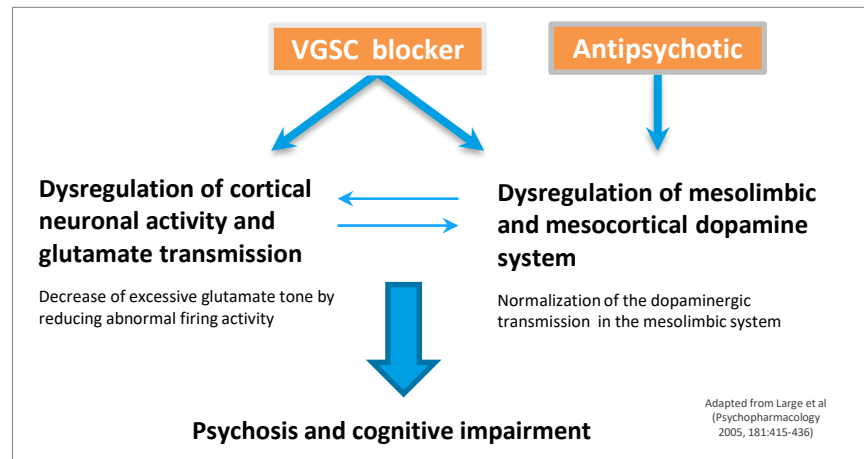 VGSC blocker
Antipsychotic
Dysregulation of cortical
neuronal activity and
glutamate transmission
Decrease of excessive glutamate tone by
reducing abnormal firing activity
Dysregulation of mesolimbic
and mesocortical dopamine
system
Normalization of the dopaminergic
transmission in the mesolimbic system
Psychosis and cognitive impairment
Adapted from Large et al
(Psychopharmacology
2005, 181:415-436)